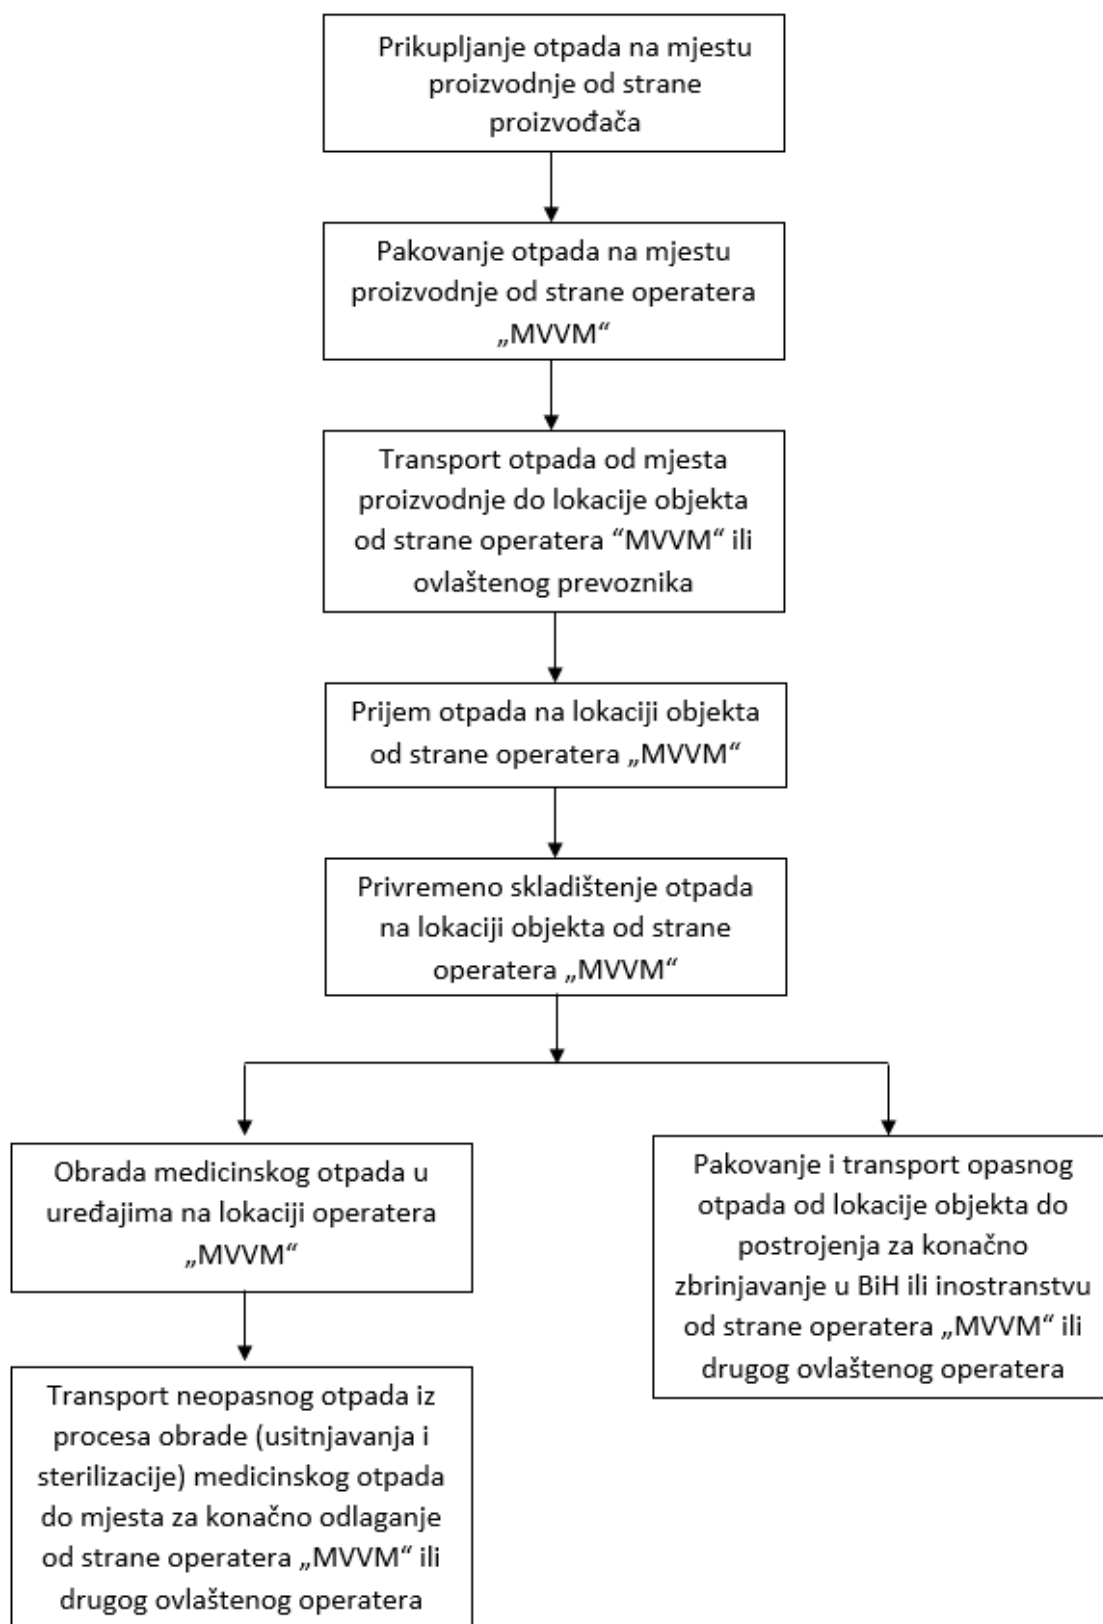 Prikupljanje otpada na mjestu
proizvodnje od strane
proizvođača
Pakovanje otpada na mjestu
proizvodnje od strane operatera
„MVVM“
Transport otpada od mjesta
proizvodnje do lokacije objekta
od strane operatera “MVVM“ ili
ovlaštenog prevoznika
Prijem otpada na lokaciji objekta
od strane operatera „MVVM“
Privremeno skladištenje otpada
na lokaciji objekta od strane
operatera „MVVM“
Obrada medicinskog otpada u
uređajima na lokaciji operatera
„MVVM“
Transport neopasnog otpada iz
procesa obrade (usitnjavanja i
sterilizacije) medicinskog otpada
do mjesta za konačno odlaganje
od strane operatera „MVVM“ ili
drugog ovlaštenog operatera
Pakovanje i transport opasnog
otpada od lokacije objekta do
postrojenja za konačno
zbrinjavanje u BiH ili inostranstvu
od strane operatera „MVVM“ ili
drugog ovlaštenog operatera